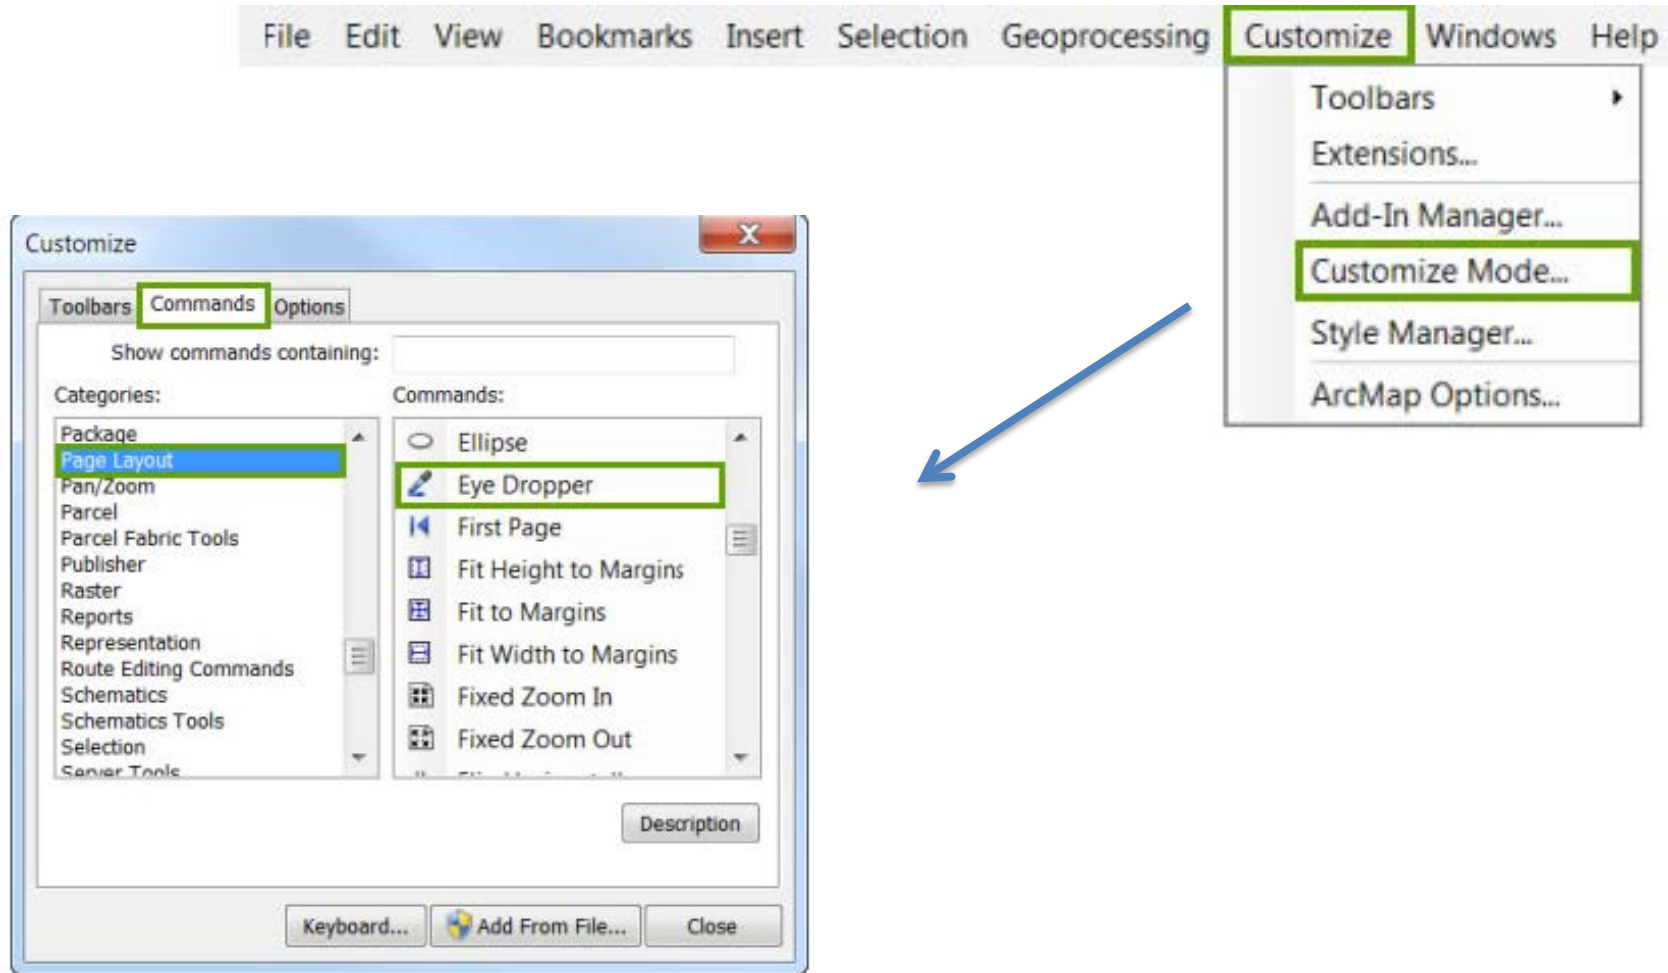 File Edit View Bookmarks Insert Selection Geoprocessing Customize Windows Help
Toolbars
Extensions...
Add-In Manager...
Customize Mode...
Style Manager...
ArcMap Options...
Customize
Toolbars Commands Options
Show commands containing:
Categories:
Package
Page Layout
Pan/Zoom
Parcel
Parcel Fabric Tools
Publisher
Raster
Reports
Representation
Route Editing Commands
Schematics
Schematics Tools
Selection
Server Tools
Commands:
Ellipse
Eye Dropper
First Page
Fit Height to Margins
Fit to Margins
Fit Width to Margins
Fixed Zoom In
Fixed Zoom Out
Description
Keyboard... Add From File... Close